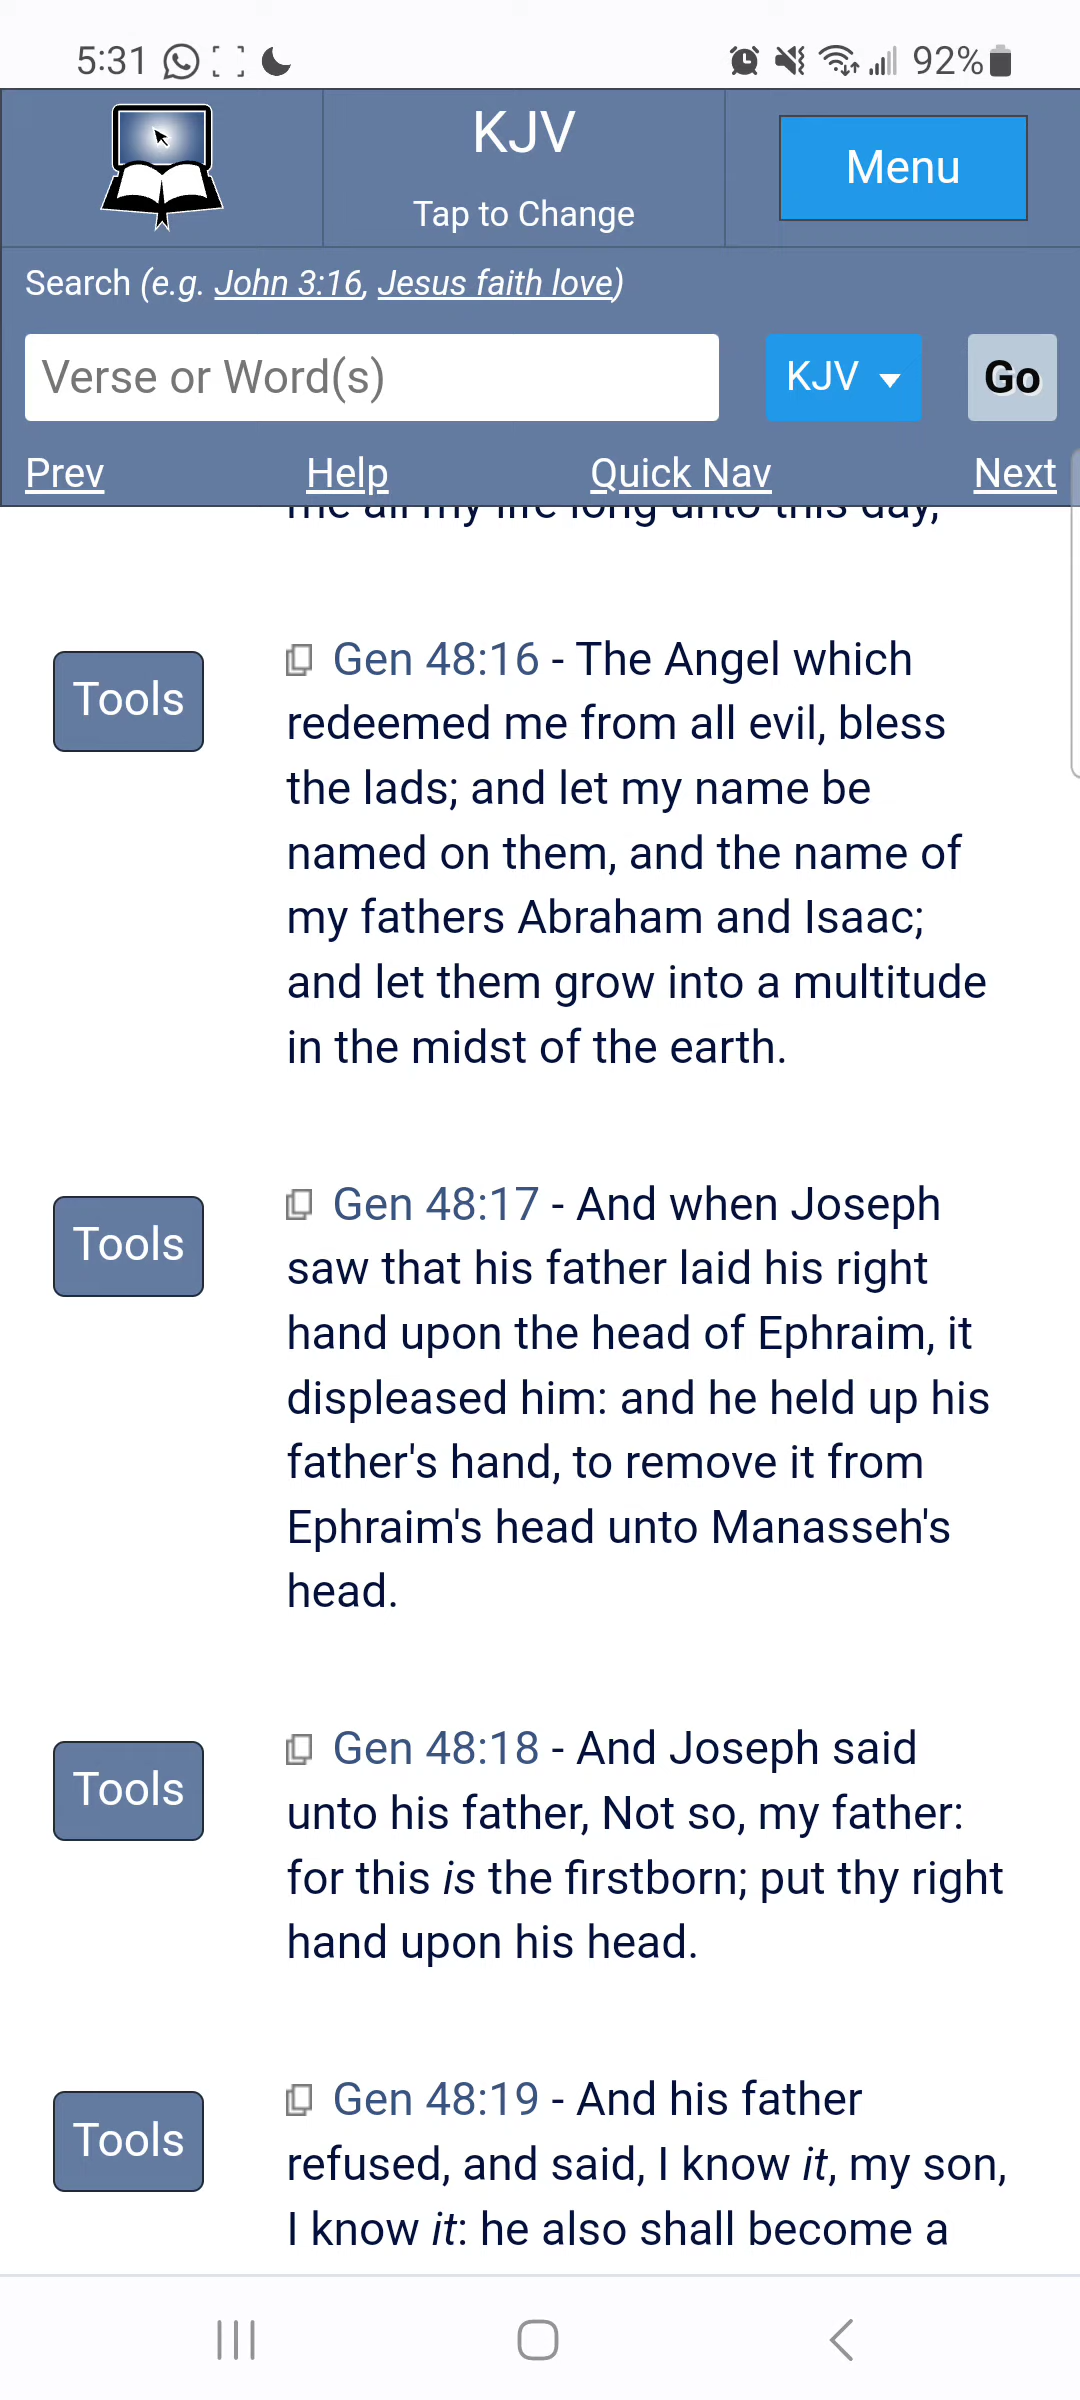 5:31 92%
KJV
Tap to Change
Menu
Search (e.g. John 3:16, Jesus faith love)
Verse or Word(s) KJV Go
Prev Help Quick Nav Next
me all my life long unto this day,
Tools
Gen 48:16 - The Angel which
redeemed me from all evil, bless
the lads; and let my name be
named on them, and the name of
my fathers Abraham and Isaac;
and let them grow into a multitude
in the midst of the earth.
Tools
Gen 48:17 - And when Joseph
saw that his father laid his right
hand upon the head of Ephraim, it
displeased him: and he held up his
father's hand, to remove it from
Ephraim's head unto Manasseh's
head.
Tools
Gen 48:18 - And Joseph said
unto his father, Not so, my father:
for this is the firstborn; put thy right
hand upon his head.
Tools
Gen 48:19 - And his father
refused, and said, I know it, my son,
I know it: he also shall become a